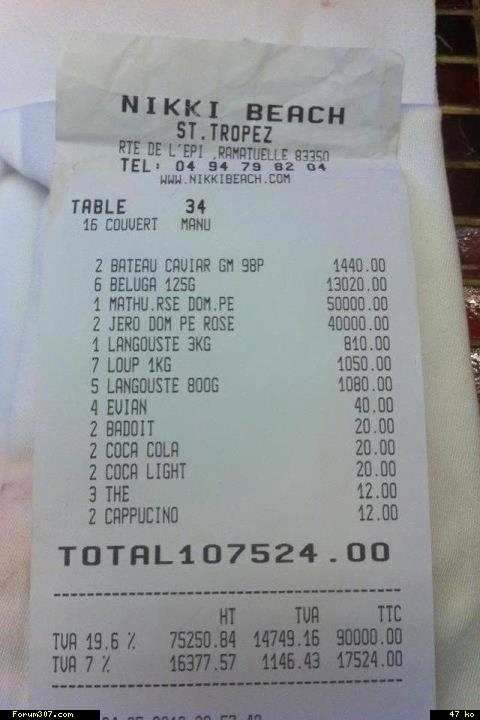 NIKKI BEACH
ST.TROPEZ
RTE DE L'EPI ,RAMATUELLE 83350
TEL: 04 94 79 82 04
WWW.NIKKIBEACH.COM
TABLE 34
16 COUVERT MANU
2 BATEAU CAVIAR GM 98P 1440.00
6 BELUGA 125G 13020.00
1 MATHU.RSE DOM.PE 50000.00
2 JERO DOM PE ROSE 40000.00
1 LANGOUSTE 3KG 810.00
7 LOUP 1KG 1050.00
5 LANGOUSTE 800G 1080.00
4 EVIAN 40.00
2 BADOIT 20.00
2 COCA COLA 20.00
2 COCA LIGHT 20.00
3 THE 12.00
2 CAPPUCINO 12.00
TOTAL107524.00
HT TVA TTC
TVA 19.6 % 75250.84 14749.16 90000.00
TVA 7 % 16377.57 1146.43 17524.00
Forum307.com 47 ko